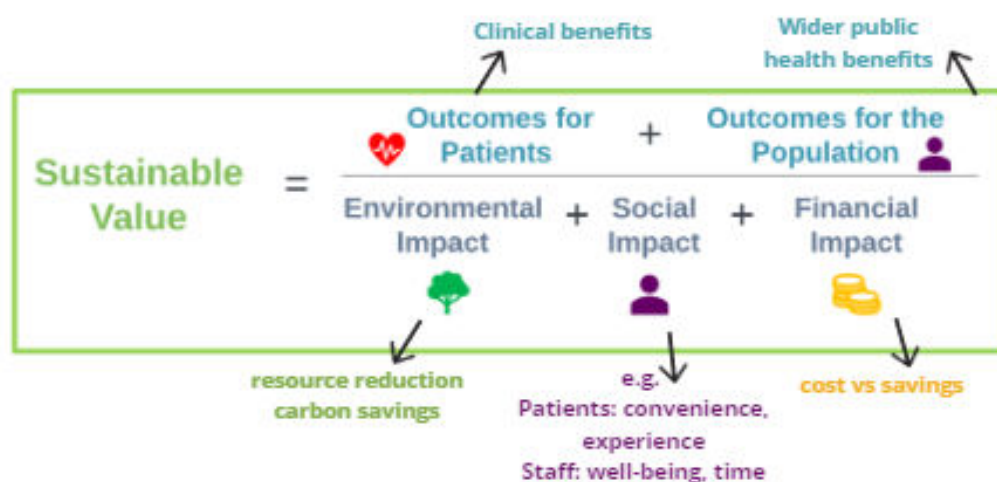 Clinical benefits
Wider public
health benefits
Outcomes for
Patients
+
Outcomes for the
Population
Sustainable
Value
=
Environmental
Impact
+
Social
Impact
+
Financial
Impact
resource reduction
carbon savings
e.g.
Patients: convenience,
experience
Staff: well-being, time
cost vs savings